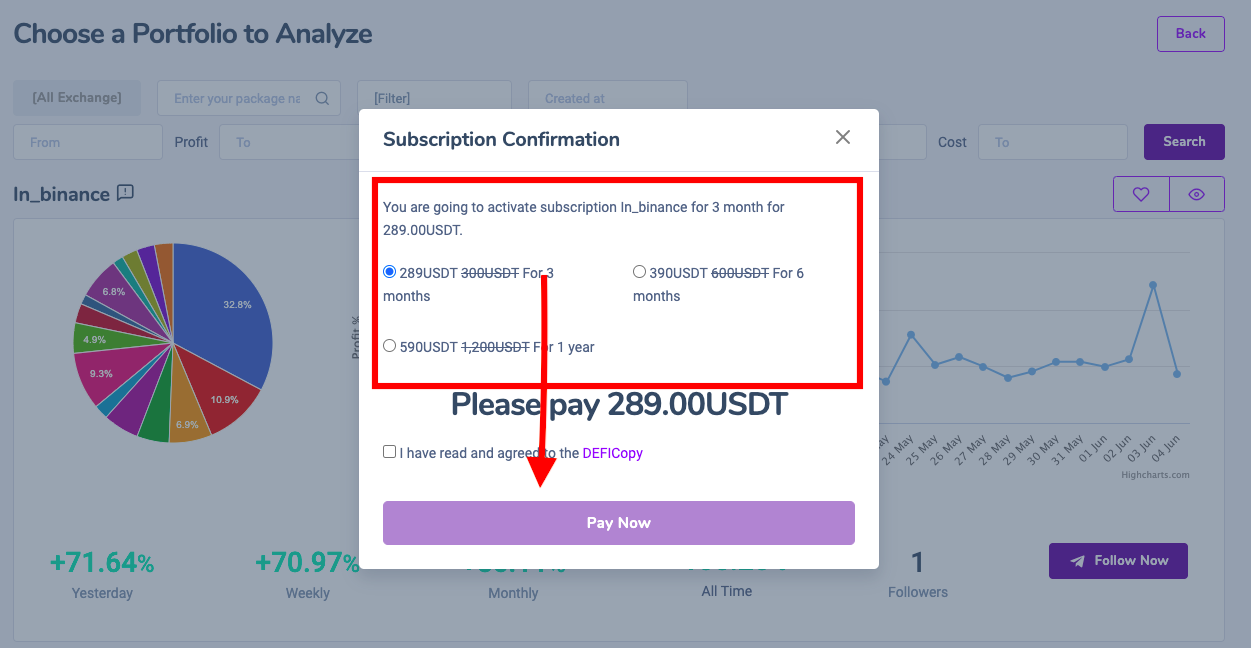 Choose a Portfolio to Analyze
Back
[All Exchange]
Enter your package na
[Filter]
Created at
From
Profit
To
Cost
To
Search
In_binance
Subscription Confirmation
You are going to activate subscription In_binance for 3 month for
289.00USDT.
289USDT 300USDT For 3
months
390USDT 600USDT For 6
months
590USDT 1,200USDT For 1 year
Please pay 289.00USDT
I have read and agreed to the DEFICopy
Pay Now
32.8%
10.9%
6.9%
9.3%
4.9%
6.8%
Profit %
24 May
25 May
26 May
27 May
28 May
29 May
30 May
31 May
01 Jun
02 Jun
03 Jun
04 Jun
Highcharts.com
+71.64%
Yesterday
+70.97%
Weekly
Monthly
All Time
1
Followers
Follow Now